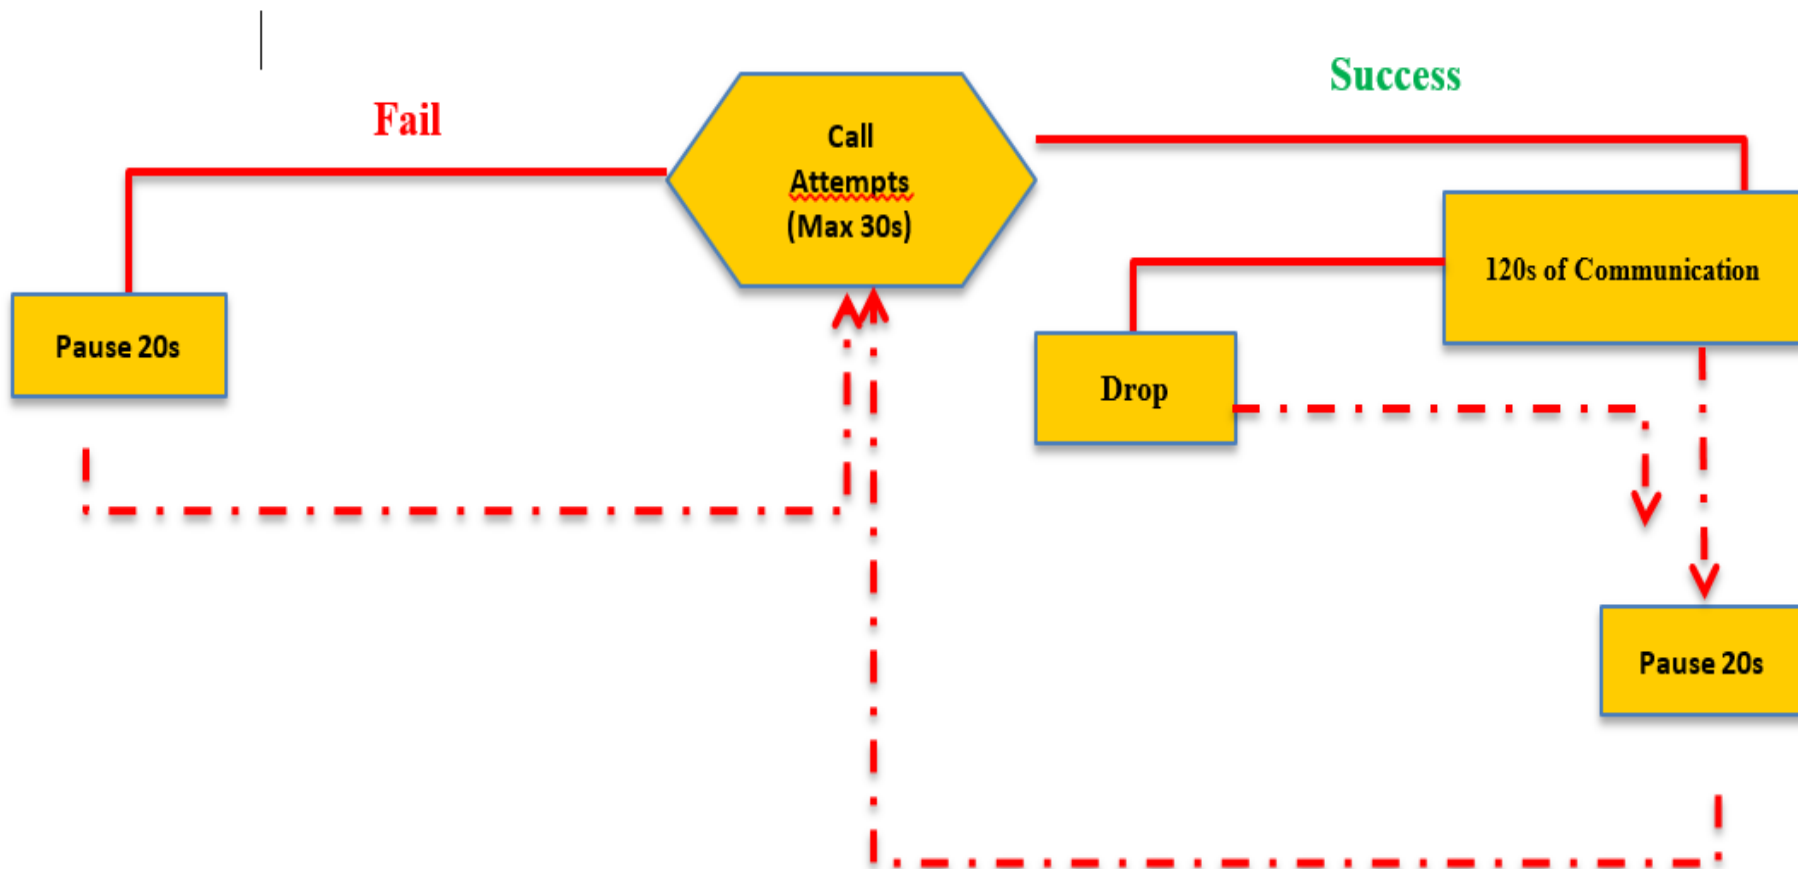 Success
Fail
Call
Attempts
(Max 30s)
120s of Communication
Pause 20s
Drop
Pause 20s